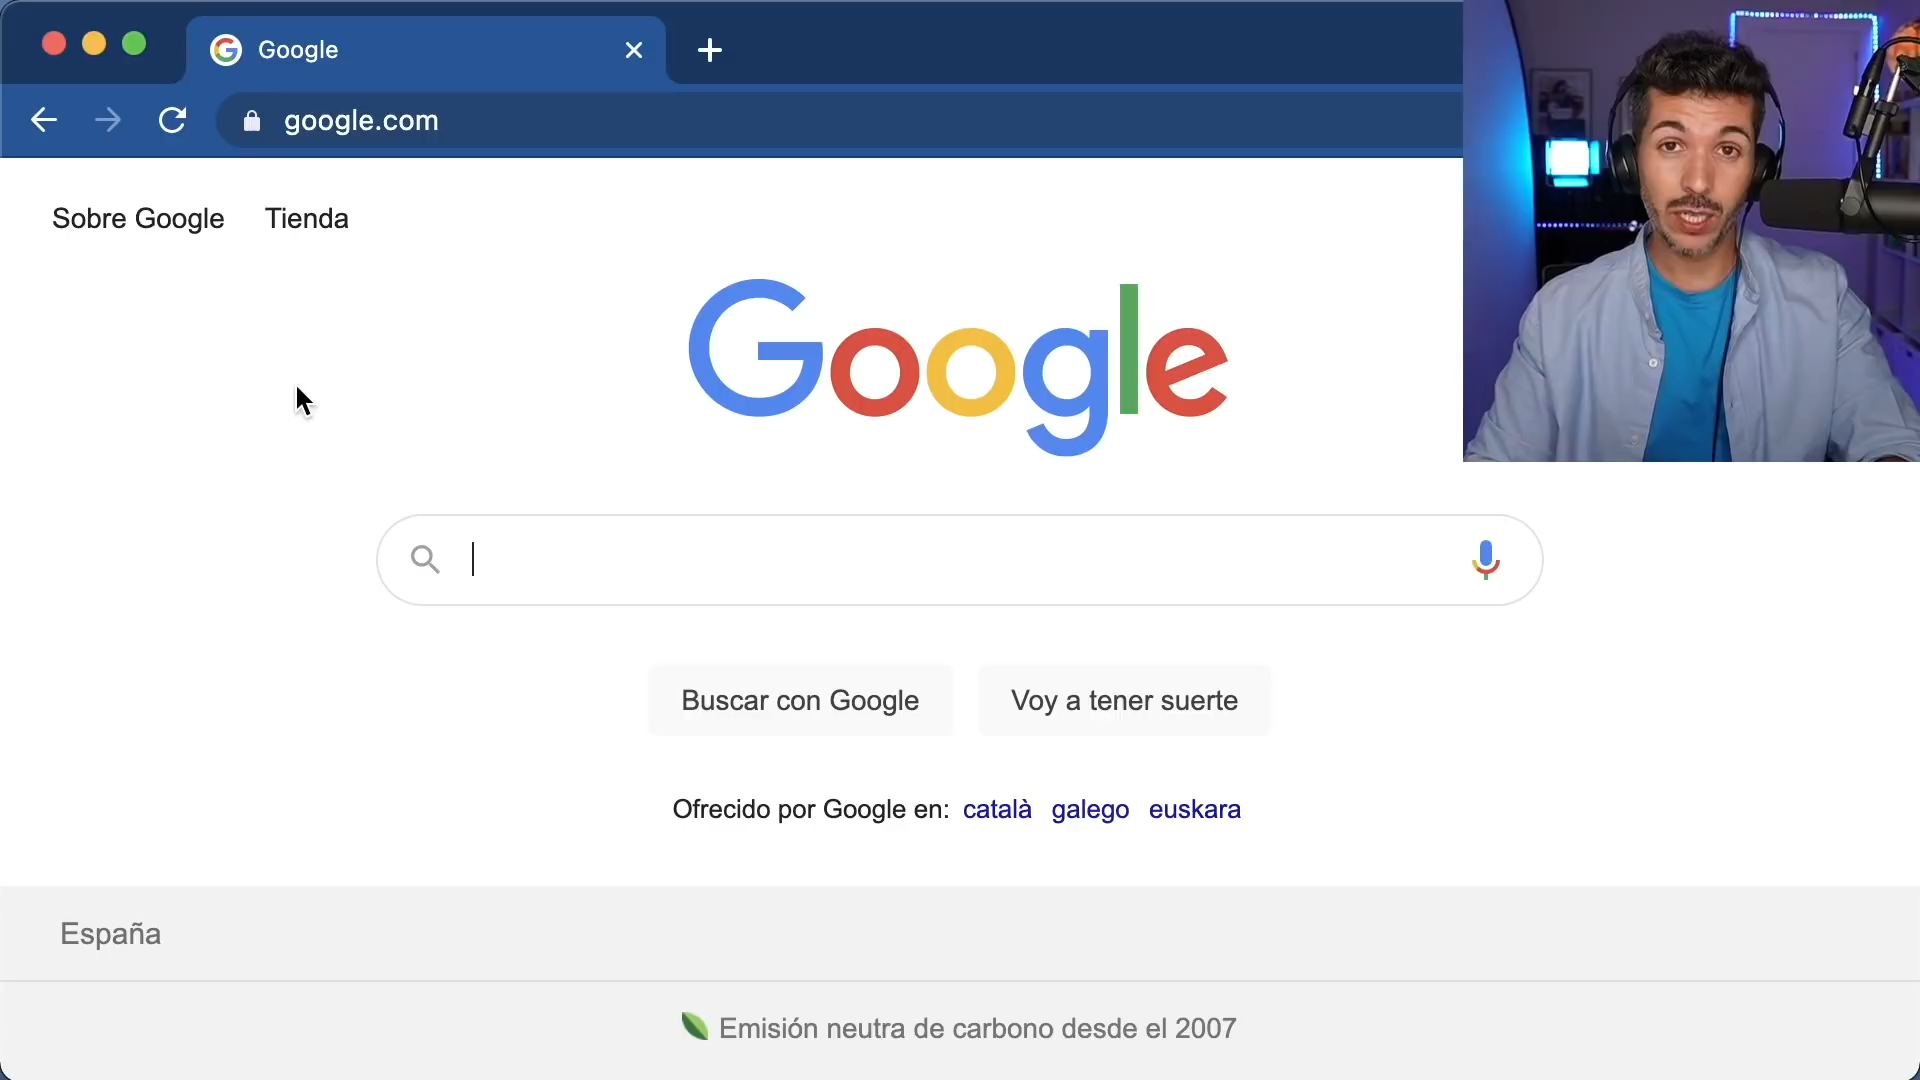 Google
google.com
Sobre Google Tienda
Google
Buscar con Google Voy a tener suerte
Ofrecido por Google en: català galego euskara
España
Emisión neutra de carbono desde el 2007